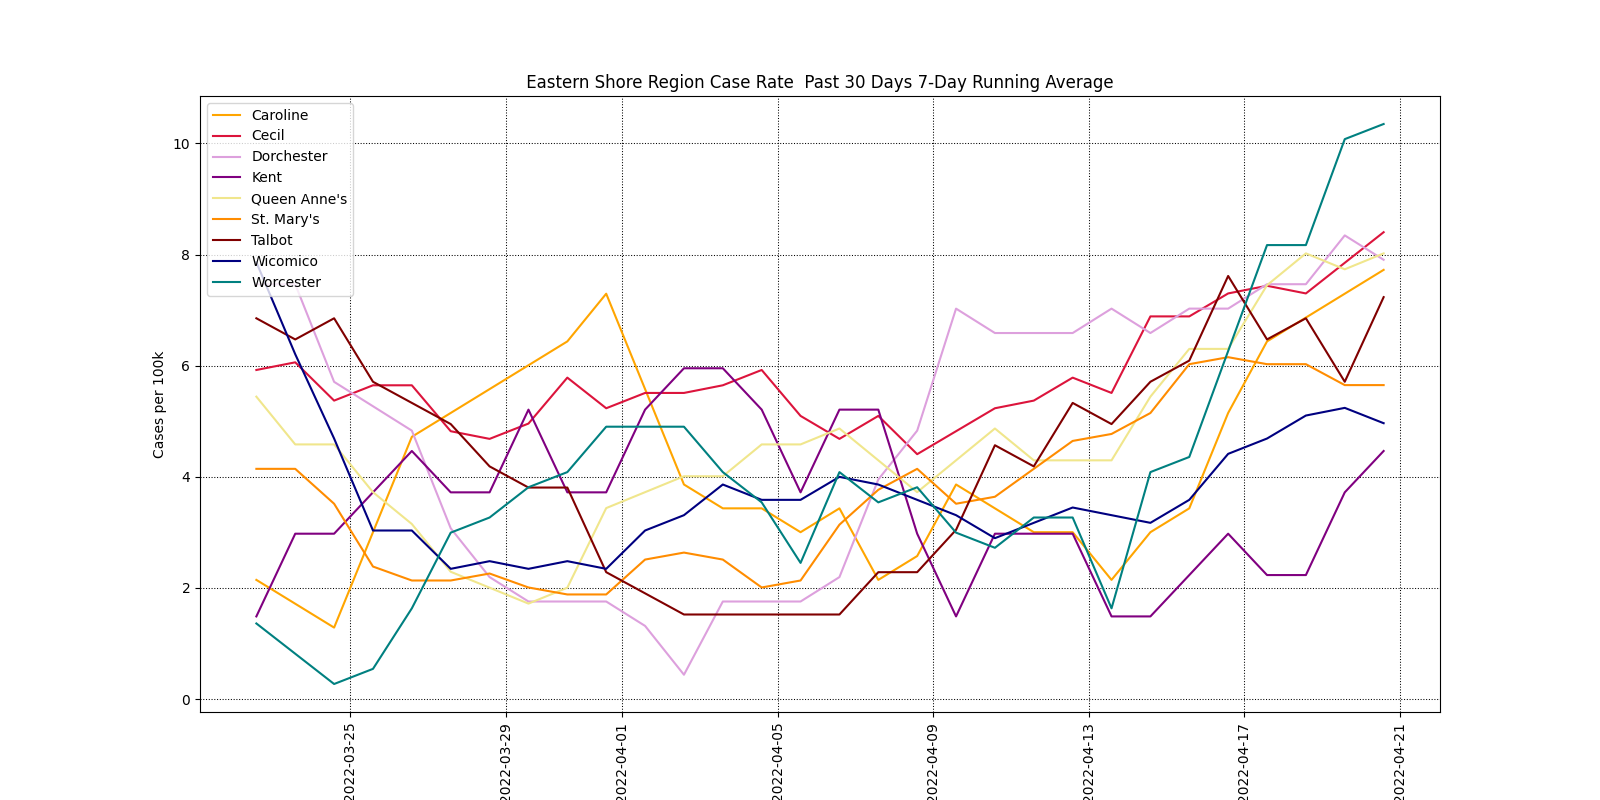 Eastern Shore Region Case Rate  Past 30 Days 7-Day Running Average
Caroline
Cecil
Dorchester
Kent
Queen Anne's
St. Mary's
Talbot
Wicomico
Worcester
Cases per 100k
10
8
6
4
2
0
2022-03-25
2022-03-29
2022-04-01
2022-04-05
2022-04-09
2022-04-13
2022-04-17
2022-04-21